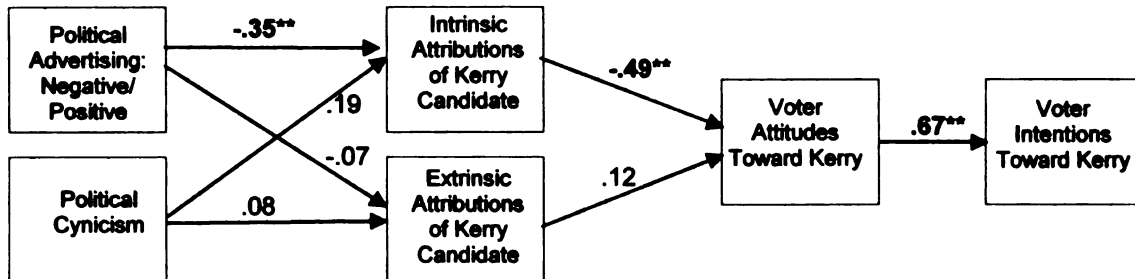 Political
Advertising:
Negative/
Positive
-.35**
Intrinsic
Attributions
of Kerry
Candidate
-.49**
.19
Voter
Attitudes
Toward Kerry
.67**
Voter
Intentions
Toward Kerry
-.07
Political
Cynicism
.08
Extrinsic
Attributions
of Kerry
Candidate
.12